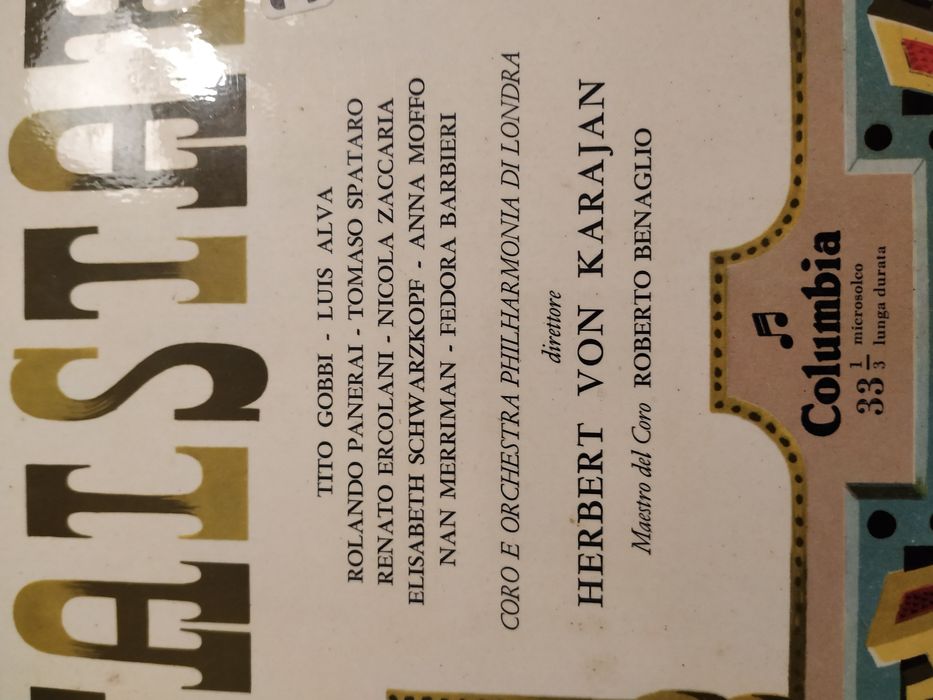 TITO GOBBI - LUIS ALVA
ROLANDO PANERAI - TOMASO SPATARO
RENATO ERCOLANI - NICOLA ZACCARIA
ELISABETH SCHWARZKOPF - ANNA MOFFO
NAN MERRIMAN - FEDORA BARBIERI
CORO E ORCHESTRA PHILHARMONIA DI LONDRA
direttore
HERBERT VON KARAJAN
Maestro del Coro ROBERTO BENAGLIO
Columbia
33 1/3 microsolco
lunga durata